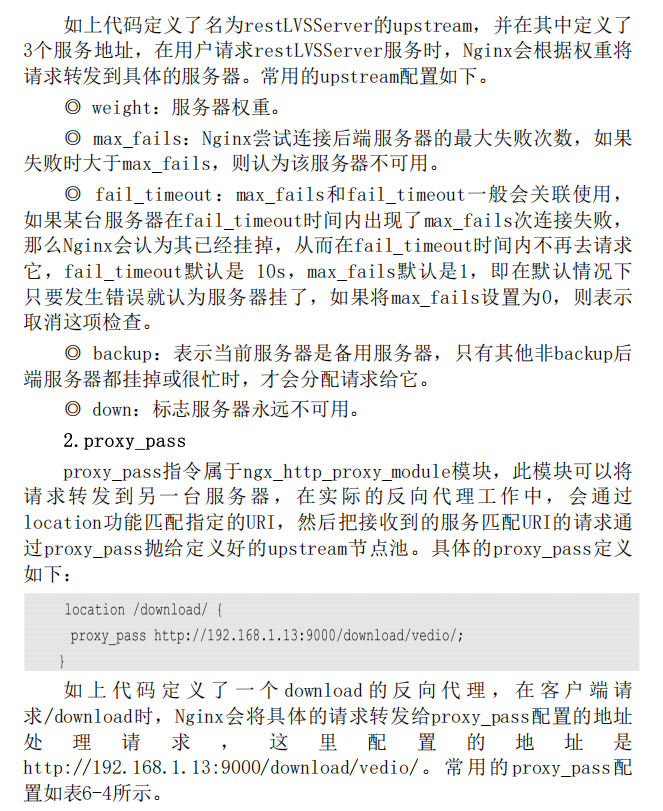 如上代码定义了名为restLVSServer的upstream，并在其中定义了
3个服务地址，在用户请求restLVSServer服务时，Nginx会根据权重将
请求转发到具体的服务器。常用的upstream配置如下。
◎ weight：服务器权重。
◎ max_fails：Nginx尝试连接后端服务器的最大失败次数，如果
失败时大于max_fails，则认为该服务器不可用。
◎ fail_timeout：max_fails和fail_timeout一般会关联使用，
如果某台服务器在fail_timeout时间内出现了max_fails次连接失败，
那么Nginx会认为其已经挂掉，从而在fail_timeout时间内不再去请求
它，fail_timeout默认是 10s，max_fails默认是1，即在默认情况下
只要发生错误就认为服务器挂了，如果将max_fails设置为0，则表示
取消这项检查。
◎ backup：表示当前服务器是备用服务器，只有其他非backup后
端服务器都挂掉或很忙时，才会分配请求给它。
◎ down：标志服务器永远不可用。
2.proxy_pass
proxy_pass指令属于ngx_http_proxy_module模块，此模块可以将
请求转发到另一台服务器，在实际的反向代理工作中，会通过
location功能匹配指定的URI，然后把接收到的服务匹配URI的请求通
过proxy_pass抛给定义好的upstream节点池。具体的proxy_pass定义
如下：
location /download/ {
proxy_pass http://192.168.1.13:9000/download/vedio/;
}
如上代码定义了一个download的反向代理，在客户端请
求/download时，Nginx会将具体的请求转发给proxy_pass配置的地址
处理请求，这里配置的地址是
http://192.168.1.13:9000/download/vedio/。常用的proxy_pass配
置如表6-4所示。